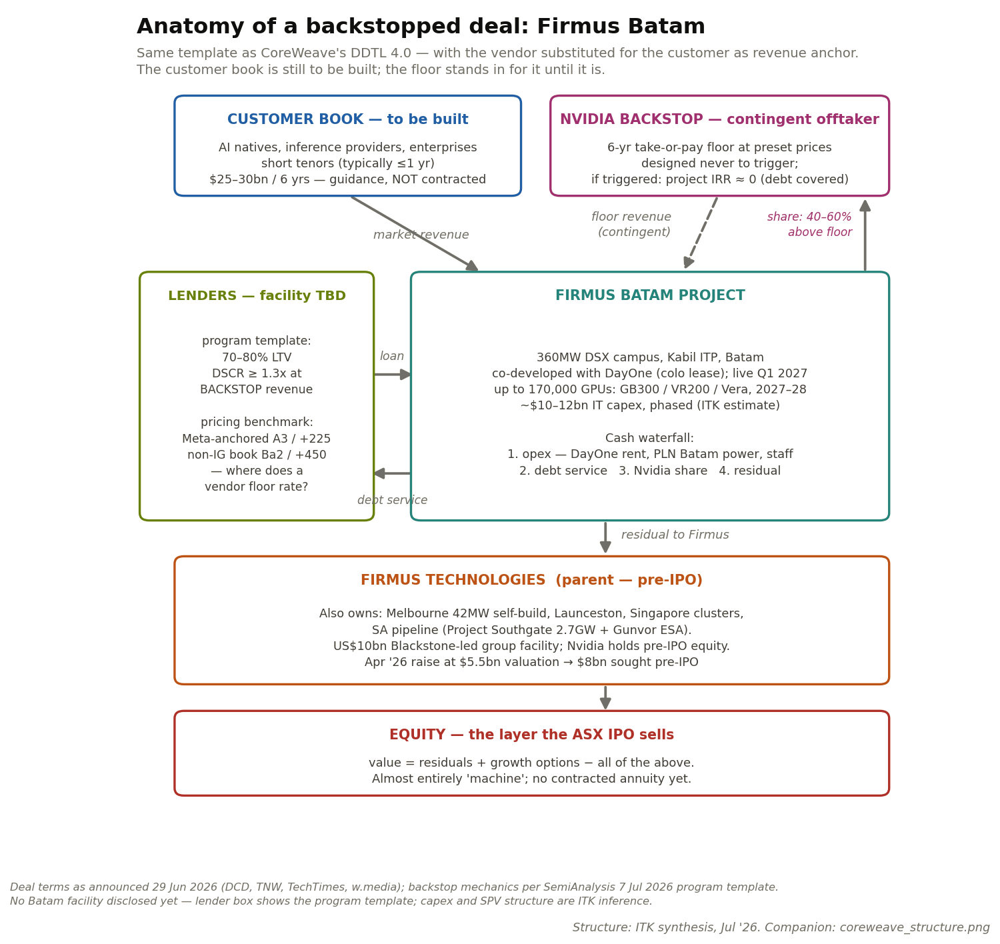 Anatomy of a backstopped deal: Firmus Batam
Same template as CoreWeave's DDTL 4.0 — with the vendor substituted for the customer as revenue anchor.
The customer book is still to be built; the floor stands in for it until it is.
CUSTOMER BOOK — to be built
AI natives, inference providers, enterprises
short tenors (typically ≤1 yr)
$25–30bn / 6 yrs — guidance, NOT contracted
NVIDIA BACKSTOP — contingent offtaker
6-yr take-or-pay floor at preset prices
designed never to trigger;
if triggered: project IRR ≈ 0 (debt covered)
market revenue
floor revenue
(contingent)
share: 40–60%
above floor
LENDERS — facility TBD
program template:
70–80% LTV
DSCR ≥ 1.3x at
BACKSTOP revenue
pricing benchmark:
Meta-anchored A3 / +225
non-IG book Ba2 / +450
— where does a
vendor floor rate?
loan
debt service
FIRMUS BATAM PROJECT
360MW DSX campus, Kabil ITP, Batam
co-developed with DayOne (colo lease); live Q1 2027
up to 170,000 GPUs: GB300 / VR200 / Vera, 2027–28
~$10–12bn IT capex, phased (ITK estimate)
Cash waterfall:
1. opex — DayOne rent, PLN Batam power, staff
2. debt service   3. Nvidia share   4. residual
residual to Firmus
FIRMUS TECHNOLOGIES  (parent — pre-IPO)
Also owns: Melbourne 42MW self-build, Launceston, Singapore clusters,
SA pipeline (Project Southgate 2.7GW + Gunvor ESA).
US$10bn Blackstone-led group facility; Nvidia holds pre-IPO equity.
Apr '26 raise at $5.5bn valuation → $8bn sought pre-IPO
EQUITY — the layer the ASX IPO sells
value = residuals + growth options − all of the above.
Almost entirely 'machine'; no contracted annuity yet.
Deal terms as announced 29 Jun 2026 (DCD, TNW, TechTimes, w.media); backstop mechanics per SemiAnalysis 7 Jul 2026 program template.
No Batam facility disclosed yet — lender box shows the program template; capex and SPV structure are ITK inference.
Structure: ITK synthesis, Jul '26. Companion: coreweave_structure.png